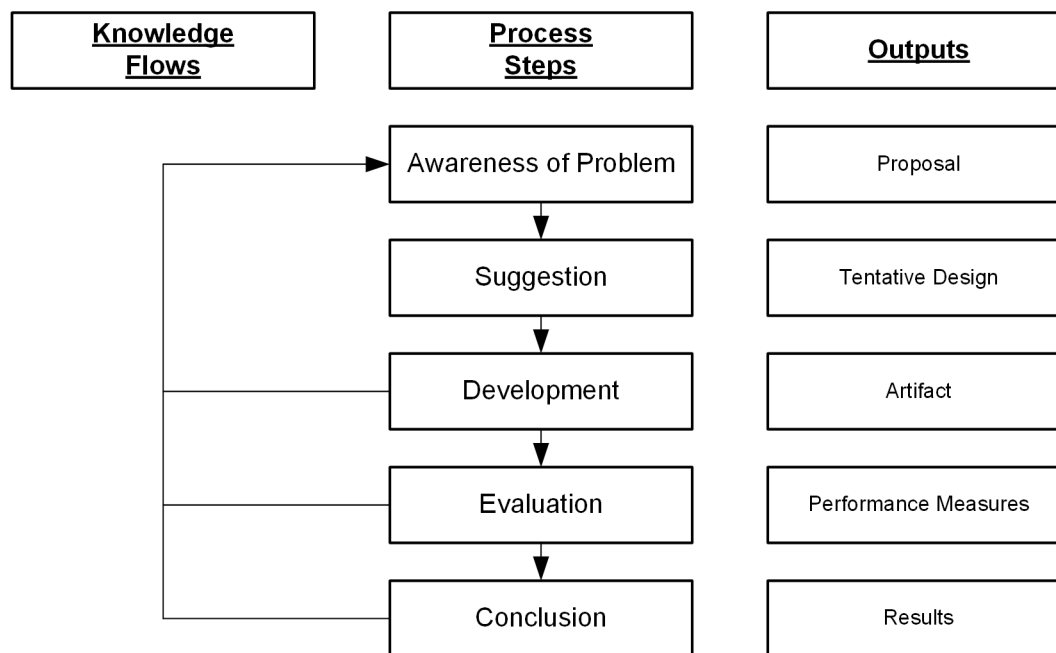 Knowledge
Flows
Process
Steps
Outputs
Awareness of Problem
Proposal
Suggestion
Tentative Design
Development
Artifact
Evaluation
Performance Measures
Conclusion
Results